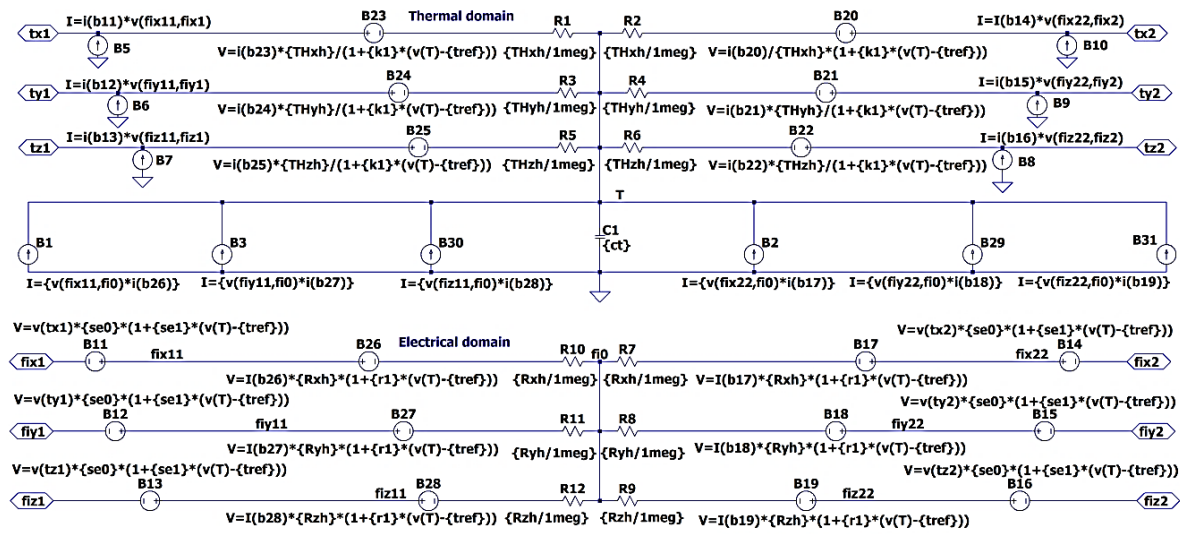 Thermal domain
I=i(b11)*v(fix11,fix1) B23 R1 R2 B20 I=I(b14)*v(fix22,fix2)
tx1 B5 B10 tx2
V=i(b23)*{THxh}/(1+{k1}*(v(T)-{tref})) {THxh/1meg} {THxh/1meg} V=i(b20)/{THxh}*(1+{k1}*(v(T)-{tref}))
I=i(b12)*v(fiy11,fiy1) B24 R3 R4 B21 I=i(b15)*v(fiy22,fiy2)
ty1 B6 B9 ty2
V=i(b24)*{THyh}/(1+{k1}*(v(T)-{tref})) {THyh/1meg} {THyh/1meg} V=i(b21)*{THyh}/(1+{k1}*(v(T)-{tref}))
I=i(b13)*v(fiz11,fiz1) B25 R5 R6 B22 I=i(b16)*v(fiz22,fiz2)
tz1 B7 B8 tz2
V=i(b25)*{THzh}/(1+{k1}*(v(T)-{tref})) {THzh/1meg} {THzh/1meg} V=i(b22)*{THzh}/(1+{k1}*(v(T)-{tref}))
T
B1 B3 B30 C1 B2 B29 B31
{ct}
I={v(fix11,fi0)*i(b26)} I={v(fiy11,fi0)*i(b27)} I={v(fiz11,fi0)*i(b28)} I={v(fix22,fi0)*i(b17)} I={v(fiy22,fi0)*i(b18)} I={v(fiz22,fi0)*i(b19)}
V=v(tx1)*{se0}*(1+{se1}*(v(T)-{tref})) Electrical domain V=v(tx2)*{se0}*(1+{se1}*(v(T)-{tref}))
B11 fix11 B26 R10 fi0 R7 B17 fix22 B14
fix1 fix2
V=I(b26)*{Rxh}*(1+{r1}*(v(T)-{tref})) {Rxh/1meg} {Rxh/1meg} V=I(b17)*{Rxh}*(1+{r1}*(v(T)-{tref}))
V=v(ty1)*{se0}*(1+{se1}*(v(T)-{tref})) V=v(ty2)*{se0}*(1+{se1}*(v(T)-{tref}))
B12 fiy11 B27 R11 R8 B18 fiy22 B15
fiy1 fiy2
V=I(b27)*{Ryh}*(1+{r1}*(v(T)-{tref})) {Ryh/1meg} {Ryh/1meg} V=I(b18)*{Ryh}*(1+{r1}*(v(T)-{tref}))
V=v(tz1)*{se0}*(1+{se1}*(v(T)-{tref})) V=v(tz2)*{se0}*(1+{se1}*(v(T)-{tref}))
B13 fiz11 B28 R12 R9 B19 fiz22 B16
fiz1 fiz2
V=I(b28)*{Rzh}*(1+{r1}*(v(T)-{tref})) {Rzh/1meg} {Rzh/1meg} V=I(b19)*{Rzh}*(1+{r1}*(v(T)-{tref}))